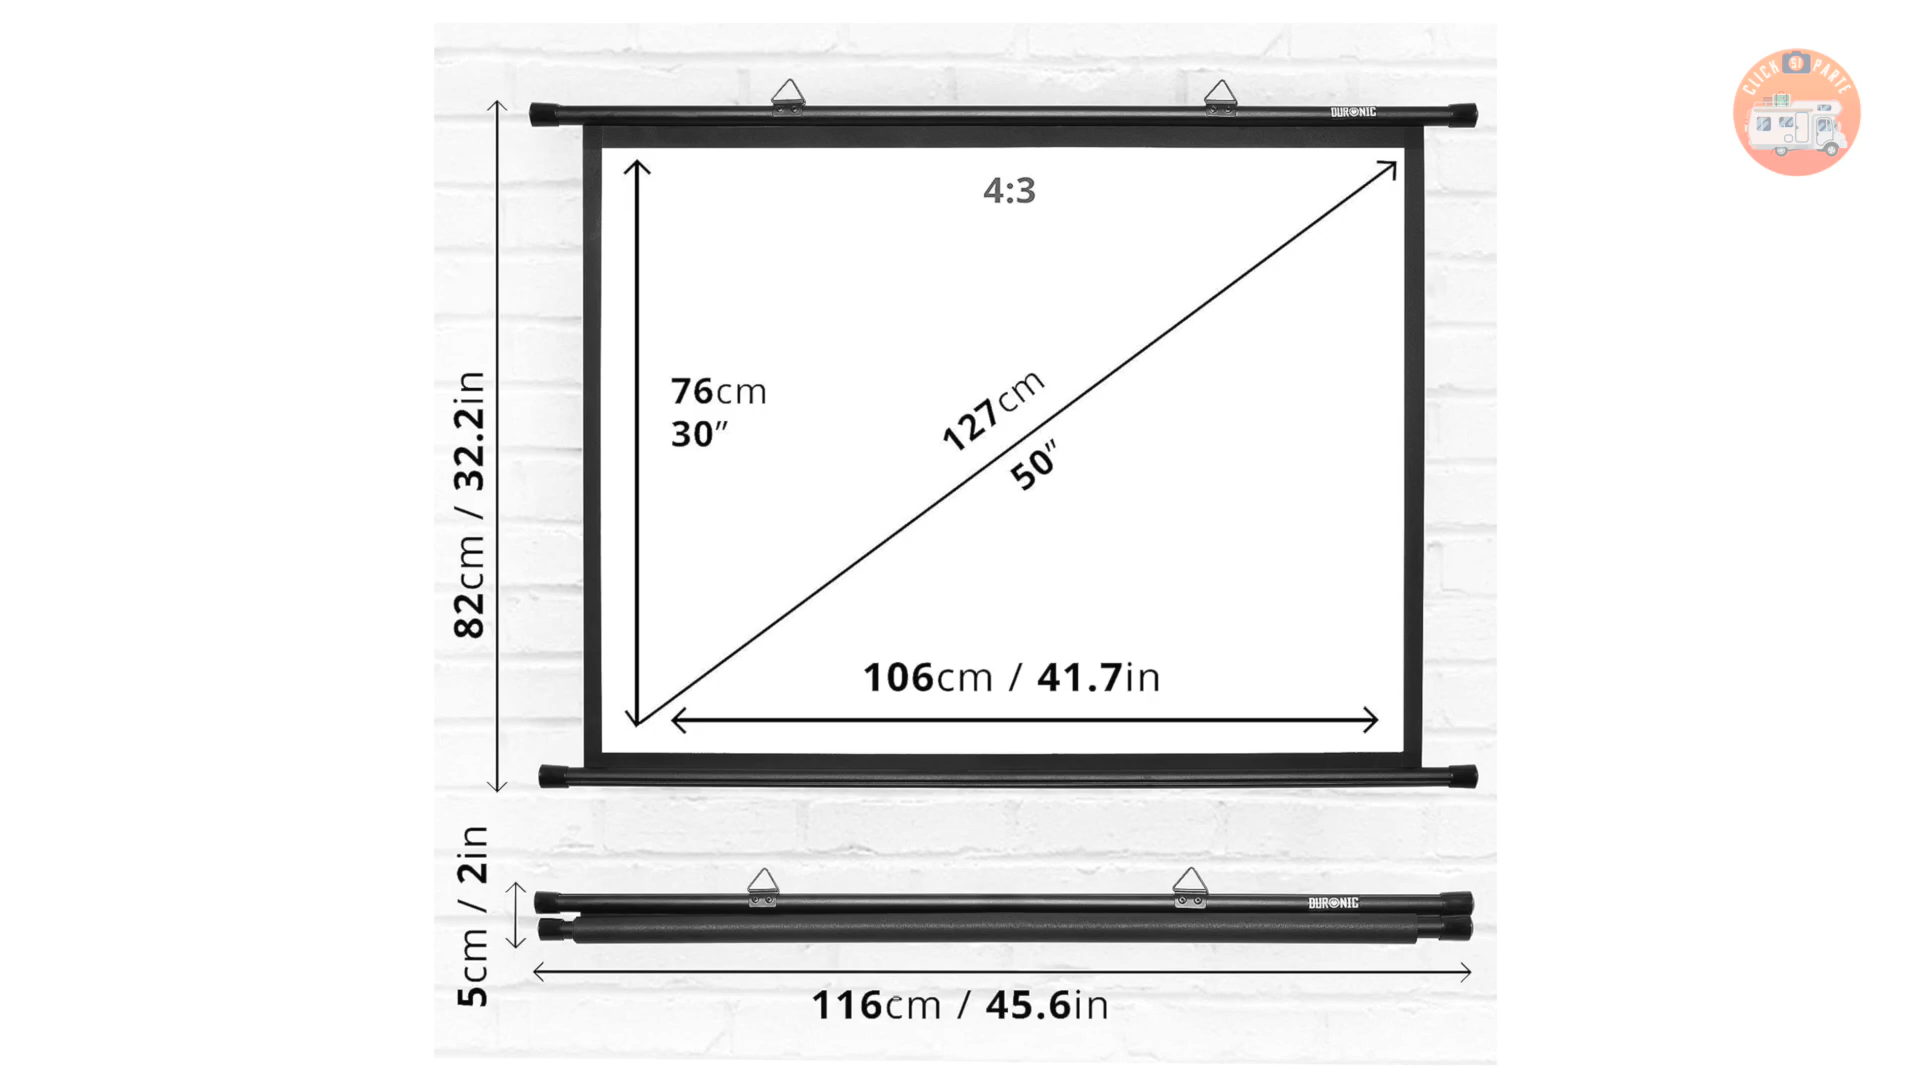 CLICK SI PARTE
DURONIC
4:3
76cm
30”
127cm
50”
82cm / 32.2in
106cm / 41.7in
5cm / 2in
DURONIC
116cm / 45.6in